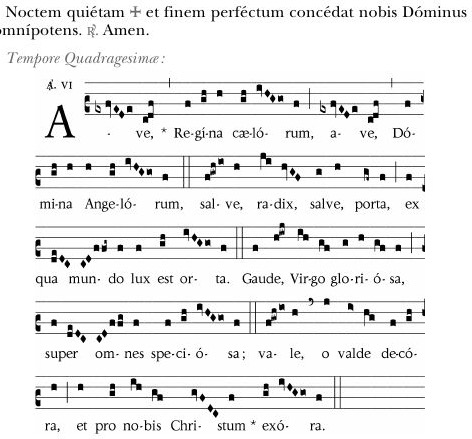 Noctem quiétam ✠ et finem perféctum concédat nobis Dóminus
omnípotens. ℟. Amen.
Tempore Quadragesimæ :
A. VI
A - ve, * Re-gí-na cæ-ló- rum, a- ve, Dó-
mi-na Ange-ló- rum, sal- ve, ra-dix, salve, porta, ex
qua mun- do lux est or- ta. Gaude, Vir-go glo-ri- ó-sa,
super om- nes spe-ci- ó- sa ; va- le, o valde de-có-
ra, et pro no-bis Chri- stum * exó- ra.